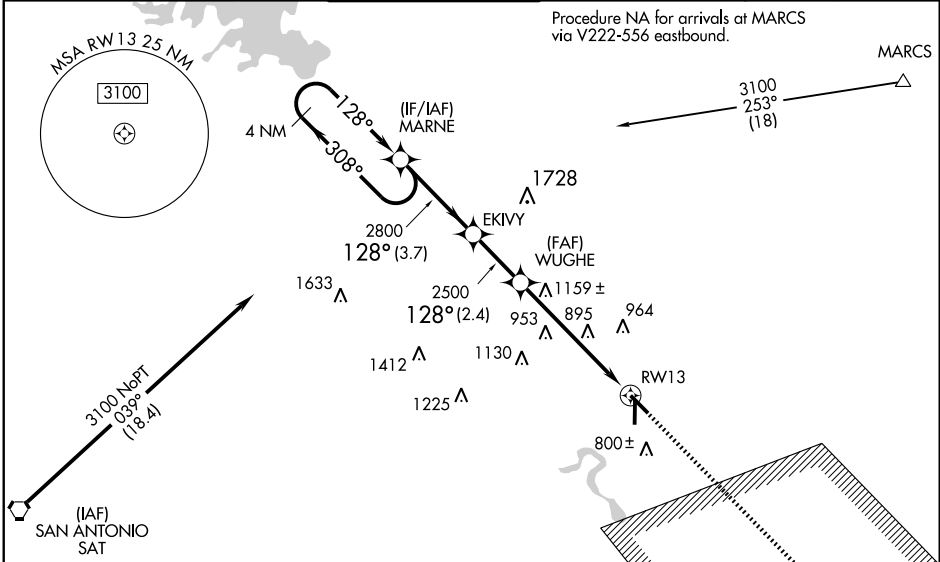 Procedure NA for arrivals at MARCS
via V222-556 eastbound.
MSA RW13 25 NM
3100
MARCS
3100
253°
(18)
4 NM
128°
308°
(IF/IAF)
MARNE
1728
2800
128° (3.7)
EKIVY
(FAF)
WUGHE
1633
2500
128° (2.4)
1159 ±
953
895
964
1412
1130
1225
RW13
800 ±
3100 NoPT
039°
(18.4)
(IAF)
SAN ANTONIO
SAT